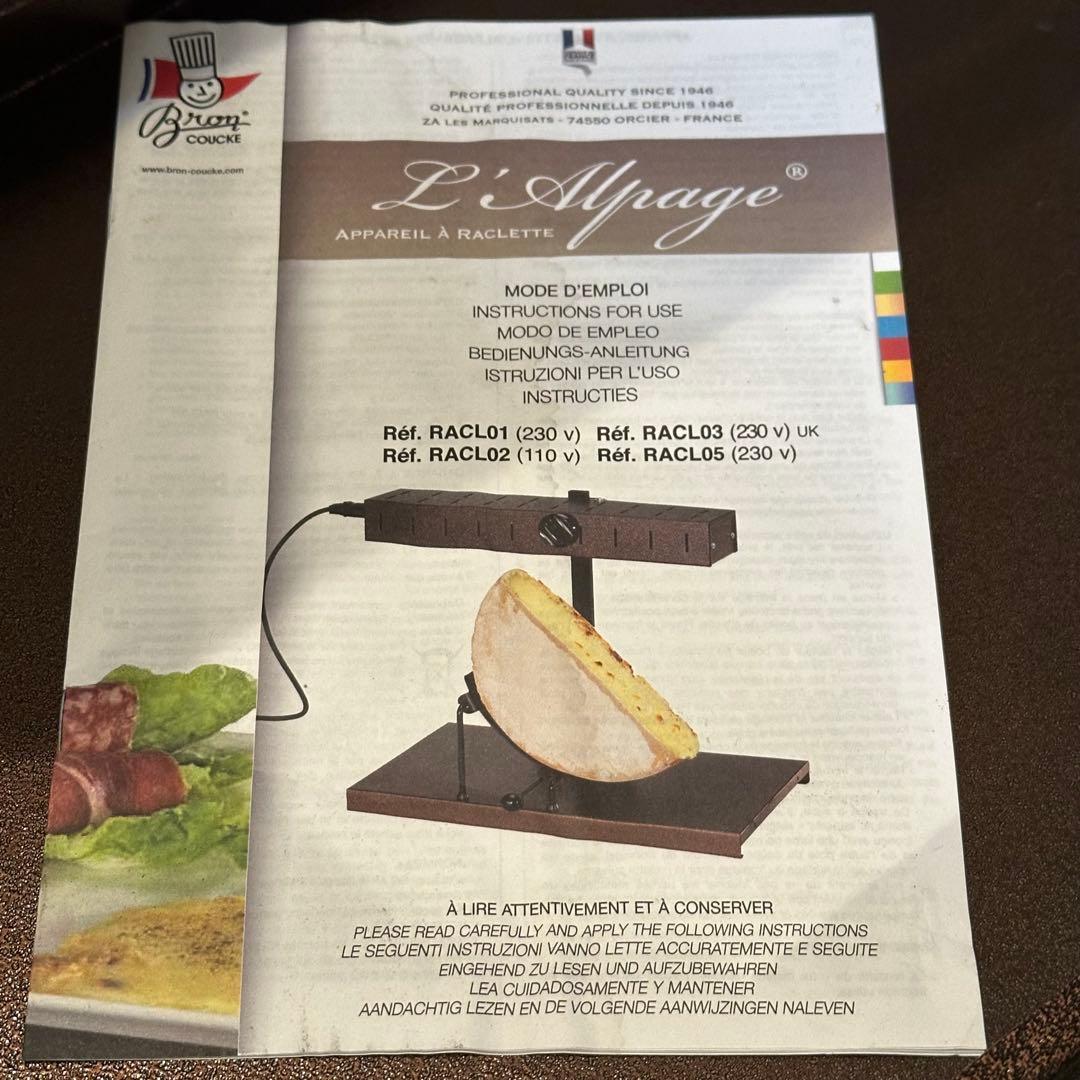 Bron®
COUCKE
www.bron-coucke.com
PROFESSIONAL QUALITY SINCE 1946
QUALITÉ PROFESSIONNELLE DEPUIS 1946
ZA LES MARQUISATS - 74550 ORCIER - FRANCE
L'Alpage®
APPAREIL À RACLETTE
MODE D'EMPLOI
INSTRUCTIONS FOR USE
MODO DE EMPLEO
BEDIENUNGS-ANLEITUNG
ISTRUZIONI PER L'USO
INSTRUCTIES
Réf. RACL01 (230 v) Réf. RACL03 (230 v) UK
Réf. RACL02 (110 v) Réf. RACL05 (230 v)
À LIRE ATTENTIVEMENT ET À CONSERVER
PLEASE READ CAREFULLY AND APPLY THE FOLLOWING INSTRUCTIONS
LE SEGUENTI INSTRUZIONI VANNO LETTE ACCURATEMENTE E SEGUITE
EINGEHEND ZU LESEN UND AUFZUBEWAHREN
LEA CUIDADOSAMENTE Y MANTENER
AANDACHTIG LEZEN EN DE VOLGENDE AANWIJZINGEN NALEVEN